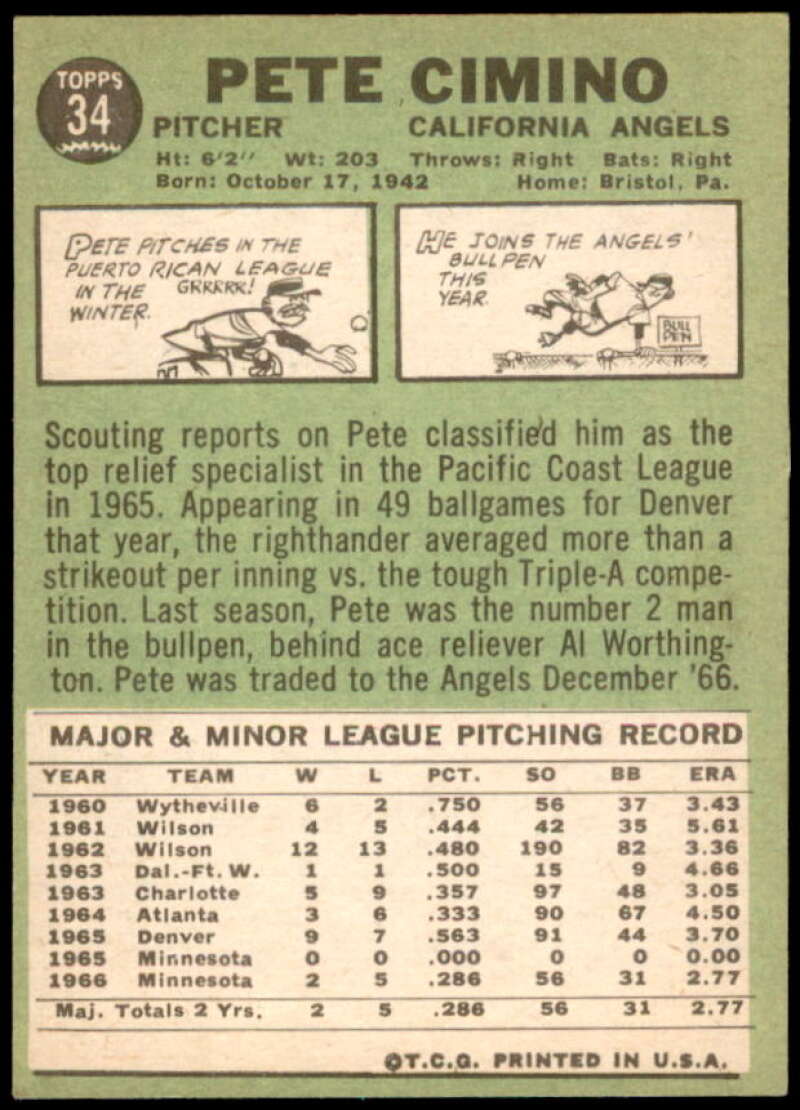 TOPPS
34
PETE CIMINO
PITCHER CALIFORNIA ANGELS
Ht: 6'2" Wt: 203 Throws: Right Bats: Right
Born: October 17, 1942 Home: Bristol, Pa.
PETE PITCHES IN THE
PUERTO RICAN LEAGUE
IN THE GRRRRR!
WINTER.
HE JOINS THE ANGELS'
BULLPEN
THIS
YEAR.
BULL
PEN
Scouting reports on Pete classified him as the
top relief specialist in the Pacific Coast League
in 1965. Appearing in 49 ballgames for Denver
that year, the righthander averaged more than a
strikeout per inning vs. the tough Triple-A compe-
tition. Last season, Pete was the number 2 man
in the bullpen, behind ace reliever Al Worthing-
ton. Pete was traded to the Angels December '66.
MAJOR & MINOR LEAGUE PITCHING RECORD
YEAR TEAM W L PCT. SO BB ERA
1960 Wytheville 6 2 .750 56 37 3.43
1961 Wilson 4 5 .444 42 35 5.61
1962 Wilson 12 13 .480 190 82 3.36
1963 Dal.-Ft. W. 1 1 .500 15 9 4.66
1963 Charlotte 5 9 .357 97 48 3.05
1964 Atlanta 3 6 .333 90 67 4.50
1965 Denver 9 7 .563 91 44 3.70
1965 Minnesota 0 0 .000 0 0 0.00
1966 Minnesota 2 5 .286 56 31 2.77
Maj. Totals 2 Yrs. 2 5 .286 56 31 2.77
©T.C.G. PRINTED IN U.S.A.